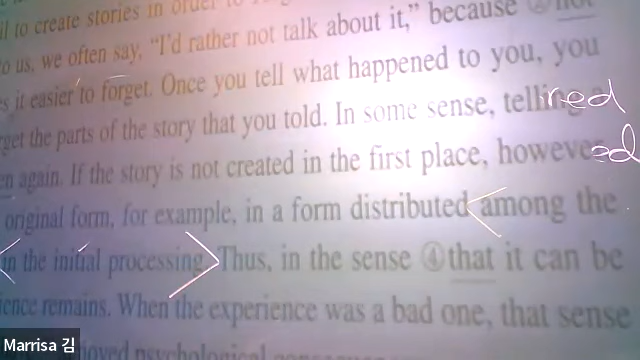 to create stories in order to
to us, we often say, "I'd rather not talk about it," because ③ not
it easier to forget. Once you tell what happened to you, you
get the parts of the story that you told. In some sense, telling
red
en again. If the story is not created in the first place, however
ed
original form, for example, in a form distributed < among the
< in the initial processing. > Thus, in the sense ④ that it can be
ience remains. When the experience was a bad one, that sense
psychological
Marrisa 김